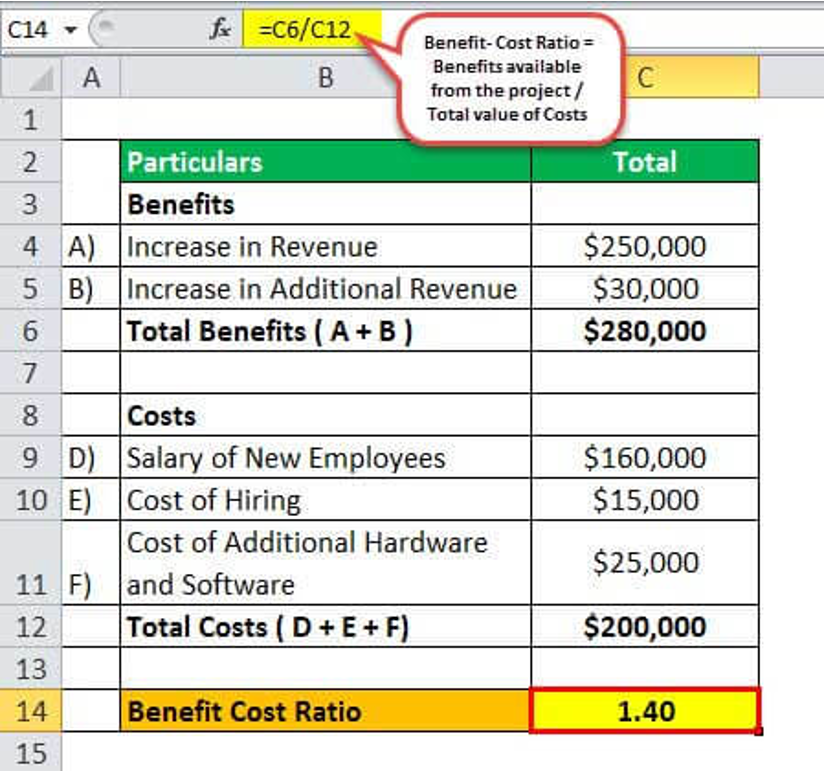 C14 fx =C6/C12
Benefit- Cost Ratio =
Benefits available
from the project /
Total value of Costs
A B C
1
2 Particulars Total
3 Benefits
4 A) Increase in Revenue $250,000
5 B) Increase in Additional Revenue $30,000
6 Total Benefits ( A + B ) $280,000
7
8 Costs
9 D) Salary of New Employees $160,000
10 E) Cost of Hiring $15,000
Cost of Additional Hardware
11 F) and Software $25,000
12 Total Costs ( D + E + F) $200,000
13
14 Benefit Cost Ratio 1.40
15